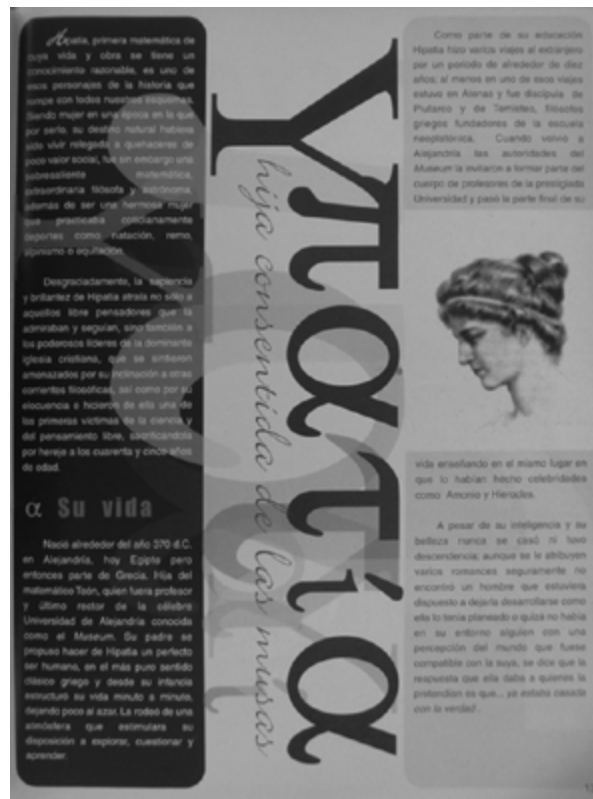 Hipatia, primera matemática de
cuya vida y obra se tiene un
conocimiento razonable, es uno de
esos personajes de la historia que
rompe con todos nuestros esquemas.
Siendo mujer en una época en la que
por serlo, su destino natural hubiera
sido vivir relegada a quehaceres de
poco valor social, fue sin embargo una
sobresaliente matemática,
extraordinaria filósofa y astrónoma,
además de ser una hermosa mujer
que practicaba cotidianamente
deportes como natación, remo,
alpinismo o equitación.
Desgraciadamente, la sapiencia
y brillantez de Hipatia atraía no sólo a
aquellos libre pensadores que la
admiraban y seguían, sino también a
los poderosos líderes de la dominante
iglesia cristiana, que se sintieron
amenazados por su inclinación a otras
corrientes filosóficas, así como por su
elocuencia e hicieron de ella una de
las primeras víctimas de la ciencia y
del pensamiento libre, sacrificándola
por hereje a los cuarenta y cinco años
de edad.
α Su vida
Nació alrededor del año 370 d.C.
en Alejandría, hoy Egipto pero
entonces parte de Grecia. Hija del
matemático Teón, quien fuera profesor
y último rector de la célebre
Universidad de Alejandría conocida
como el Museum. Su padre se
propuso hacer de Hipatia un perfecto
ser humano, en el más puro sentido
clásico griego y desde su infancia
estructuró su vida minuto a minuto,
dejando poco al azar. La rodeó de una
atmósfera que estimulara su
disposición a explorar, cuestionar y
aprender.
Υπατία
hija consentida de las musas
Como parte de su educación
Hipatia hizo varios viajes al extranjero
por un periodo de alrededor de diez
años; al menos en uno de esos viajes
estuvo en Atenas y fue discípula de
Plutarco y de Temisteo, filósofos
griegos fundadores de la escuela
neoplatónica. Cuando volvió a
Alejandría las autoridades del
Museum la invitaron a formar parte del
cuerpo de profesores de la prestigiada
Universidad y pasó la parte final de su
vida enseñando en el mismo lugar en
que lo habían hecho celebridades
como Amonio y Hierocles.
A pesar de su inteligencia y su
belleza nunca se casó ni tuvo
descendencia; aunque se le atribuyen
varios romances seguramente no
encontró un hombre que estuviera
dispuesto a dejarla desarrollarse como
ella lo tenía planeado o quizá no había
en su entorno alguien con una
percepción del mundo que fuese
compatible con la suya, se dice que la
respuesta que ella daba a quienes la
pretendían es que... ya estaba casada
con la verdad.